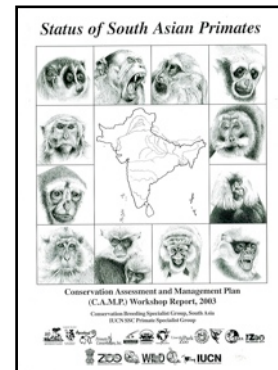 Status of South Asian Primates
Conservation Assessment and Management Plan
(C.A.M.P.) Workshop Report, 2003
Conservation Breeding Specialist Group, South Asia
IUCN SSC Primate Specialist Group
ZOO
WILD
IUCN